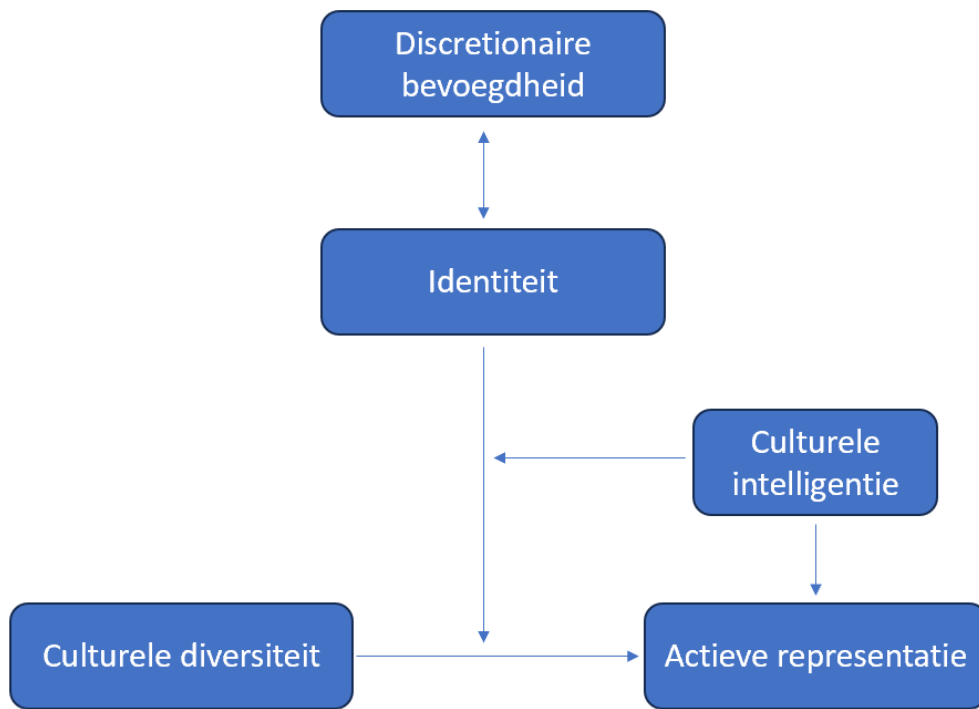 Discretionaire
bevoegdheid
Identiteit
Culturele
intelligentie
Culturele diversiteit
Actieve representatie